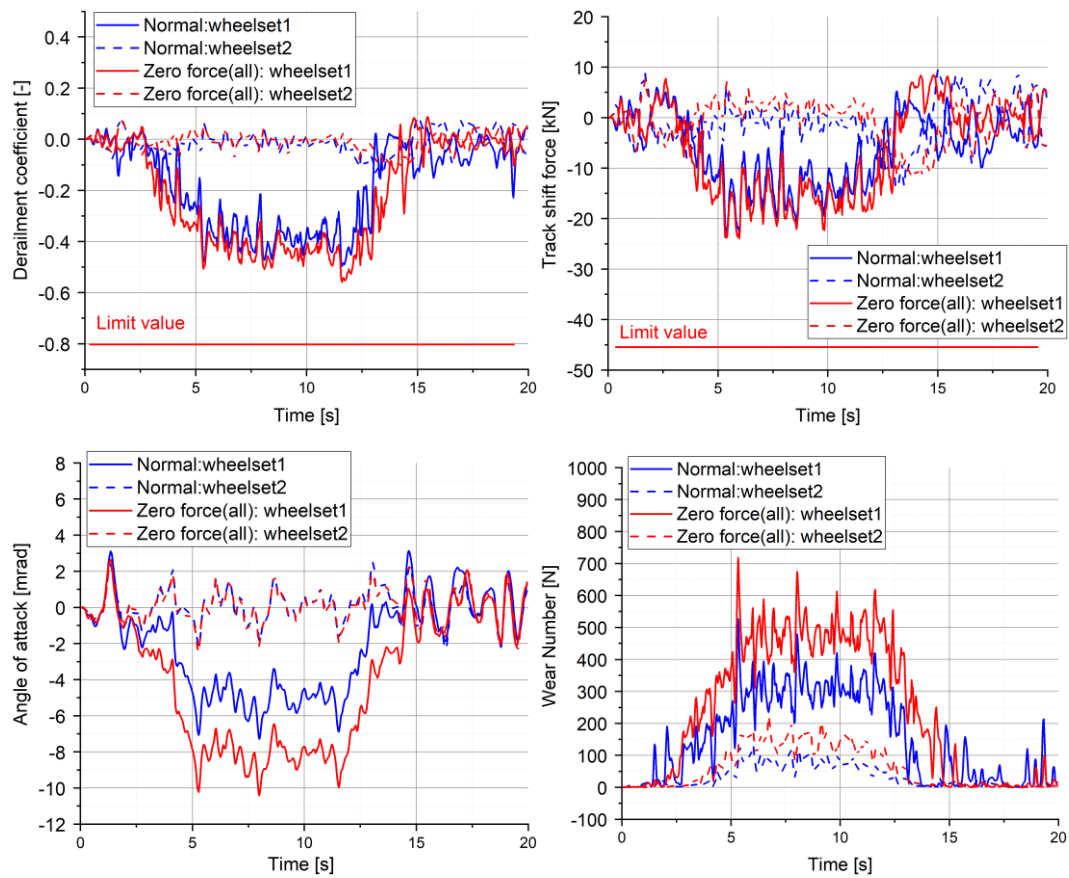 Derailment coefficient [-]
0.4
0.2
0.0
-0.2
-0.4
-0.6
-0.8
Normal:wheelset1
Normal:wheelset2
Zero force(all): wheelset1
Zero force(all): wheelset2
Limit value
0 5 10 15 20
Time [s]
Track shift force [kN]
20
10
0
-10
-20
-30
-40
-50
Normal:wheelset1
Normal:wheelset2
Zero force(all): wheelset1
Zero force(all): wheelset2
Limit value
0 5 10 15 20
Time [s]
Angle of attack [mrad]
8
6
4
2
0
-2
-4
-6
-8
-10
-12
Normal:wheelset1
Normal:wheelset2
Zero force(all): wheelset1
Zero force(all): wheelset2
0 5 10 15 20
Time [s]
Wear Number [N]
1000
900
800
700
600
500
400
300
200
100
0
-100
Normal:wheelset1
Normal:wheelset2
Zero force(all): wheelset1
Zero force(all): wheelset2
0 5 10 15 20
Time [s]